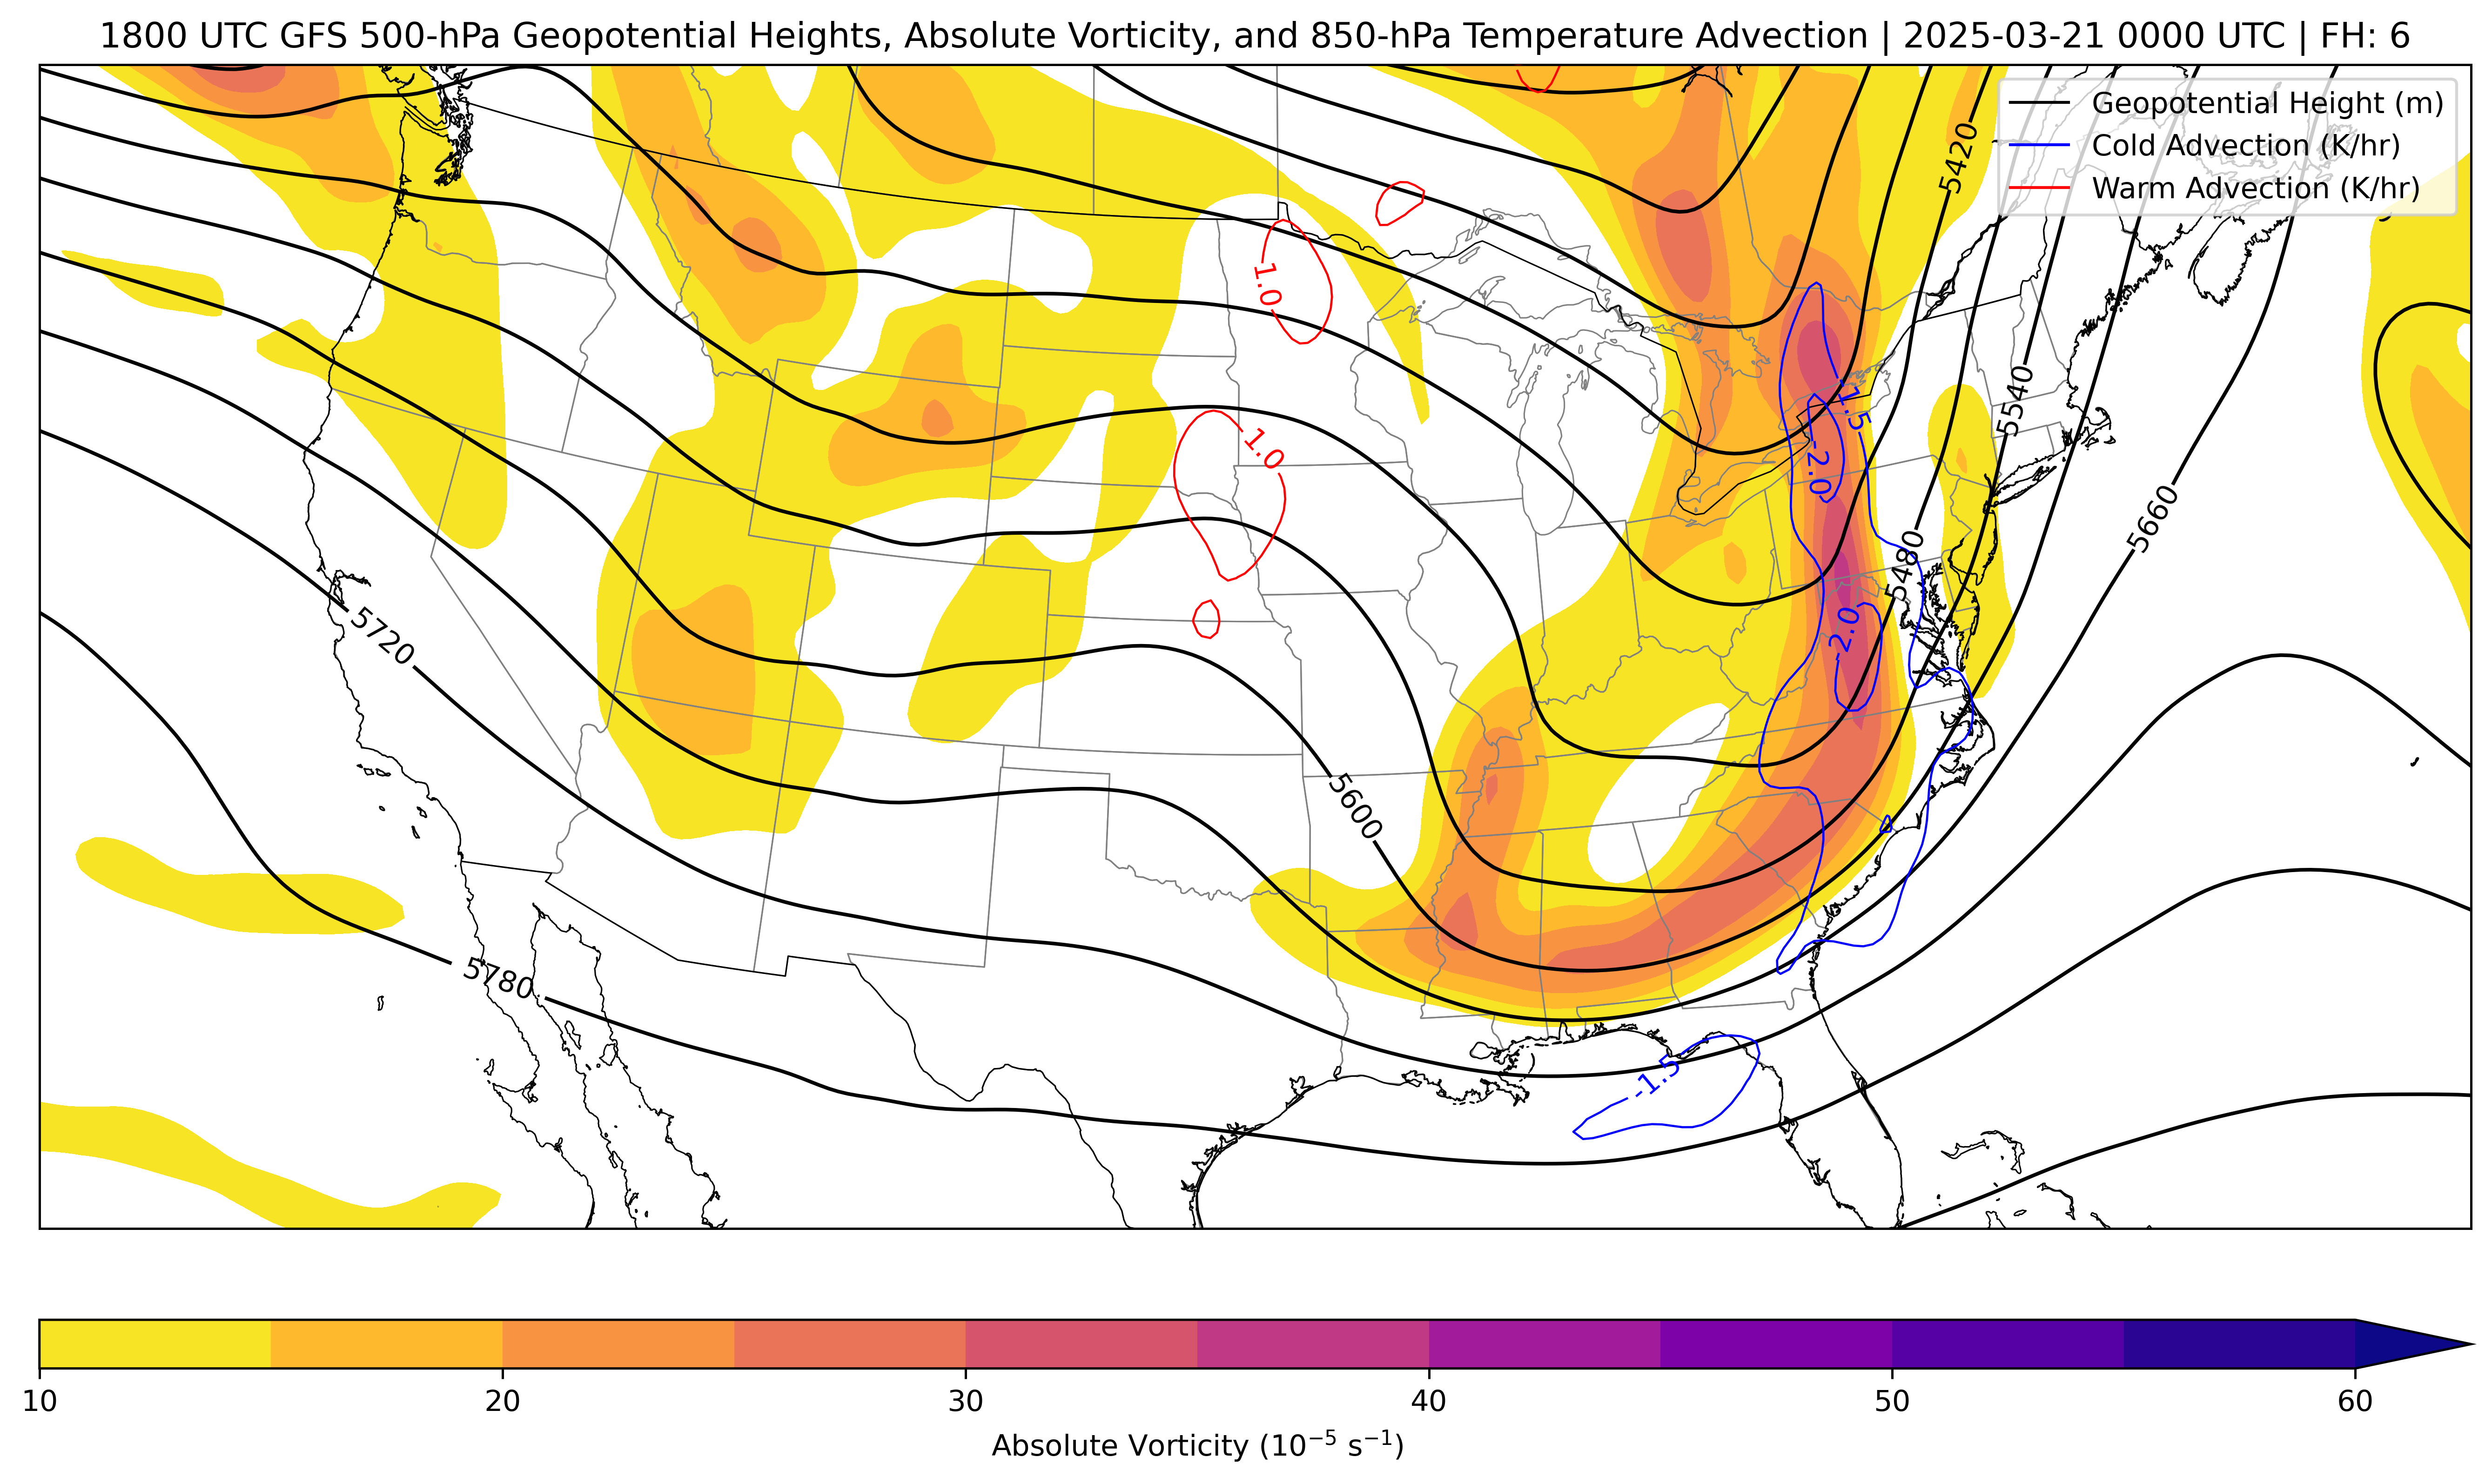 1800 UTC GFS 500-hPa Geopotential Heights, Absolute Vorticity, and 850-hPa Temperature Advection | 2025-03-21 0000 UTC | FH: 6
Geopotential Height (m)
Cold Advection (K/hr)
Warm Advection (K/hr)
5420
1.0
5540
-1.5
1.0
-2.0
5660
5480
5720
-2.0
5600
5780
-1.5
10 20 30 40 50 60
Absolute Vorticity (10⁻⁵ s⁻¹)